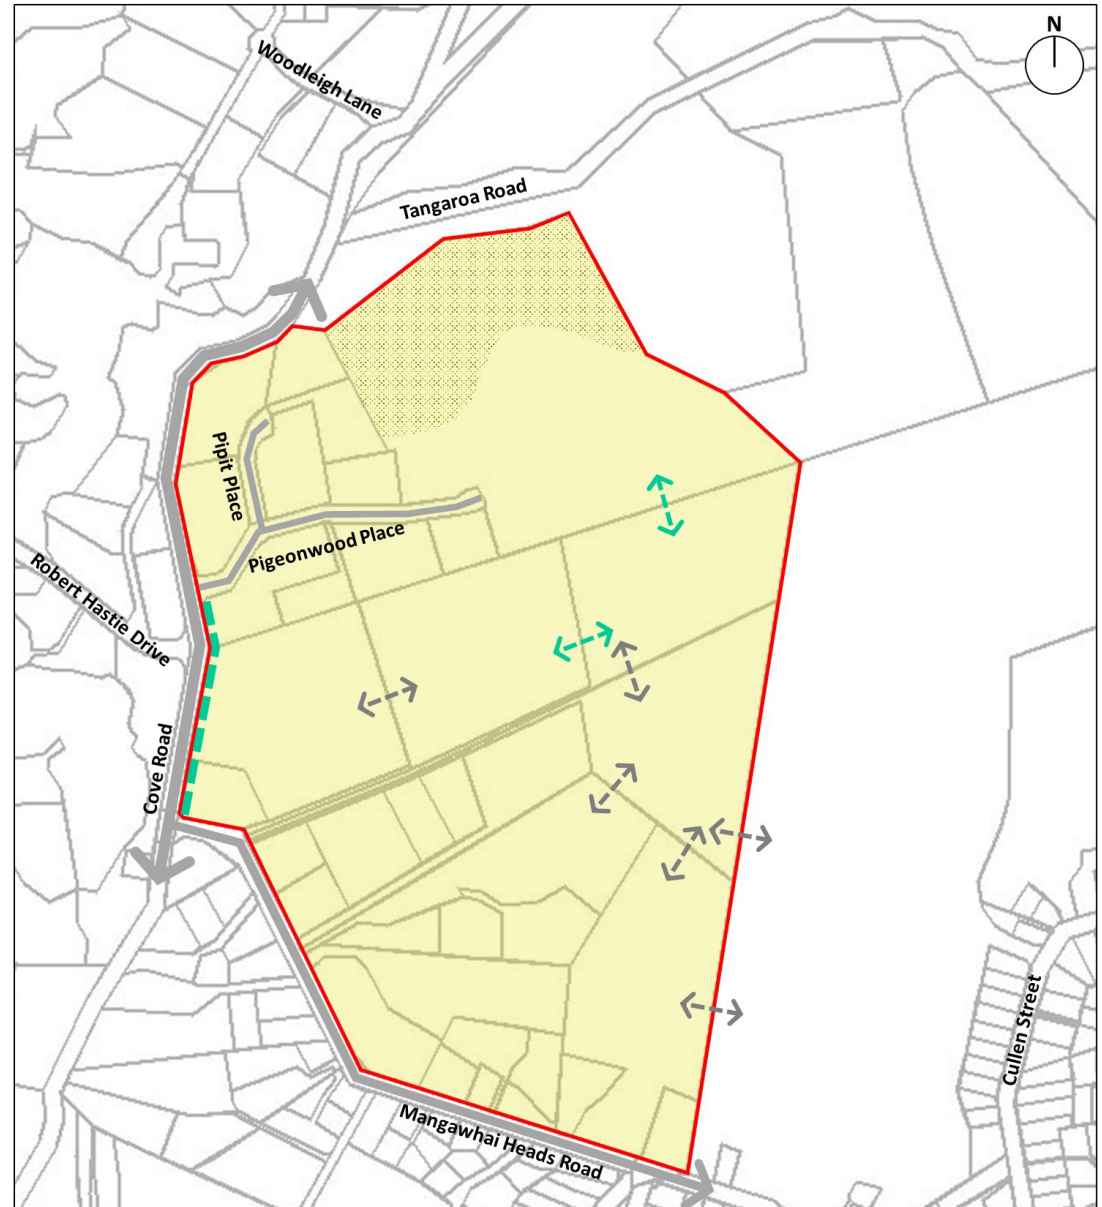 N
Woodleigh Lane
Tangaroa Road
Pipit Place
Pigeonwood Place
Robert Hastie Drive
Cove Road
Cullen Street
Mangawhai Heads Road